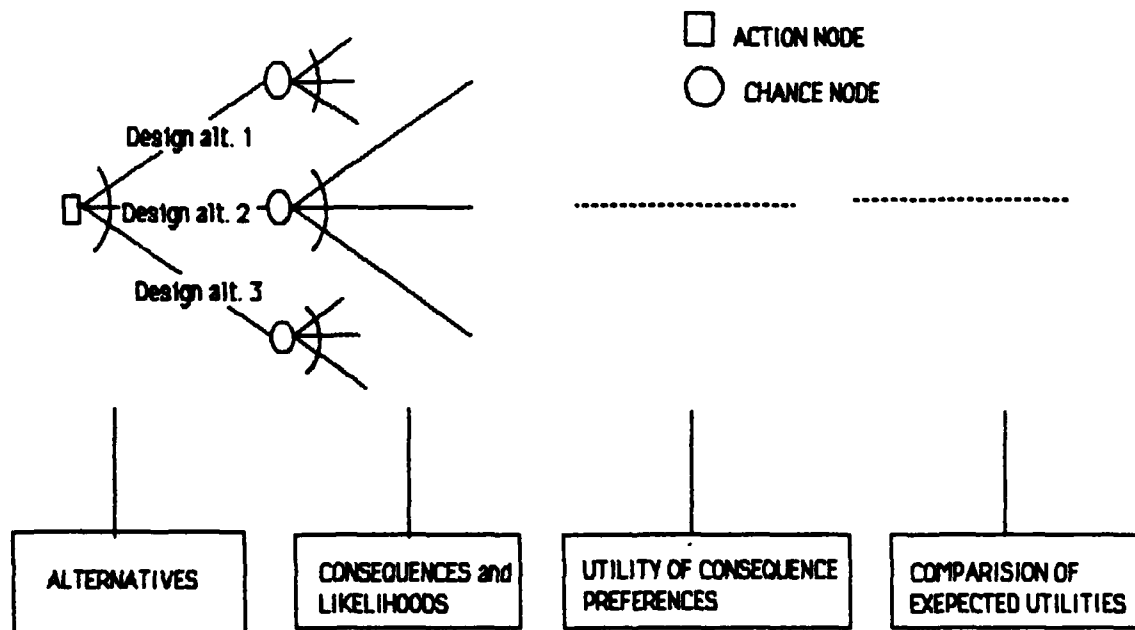 ACTION NODE
CHANCE NODE
Design alt. 1
Design alt. 2
Design alt. 3
ALTERNATIVES
CONSEQUENCES and
LIKELIHOODS
UTILITY OF CONSEQUENCE
PREFERENCES
COMPARISION OF
EXEPECTED UTILITIES